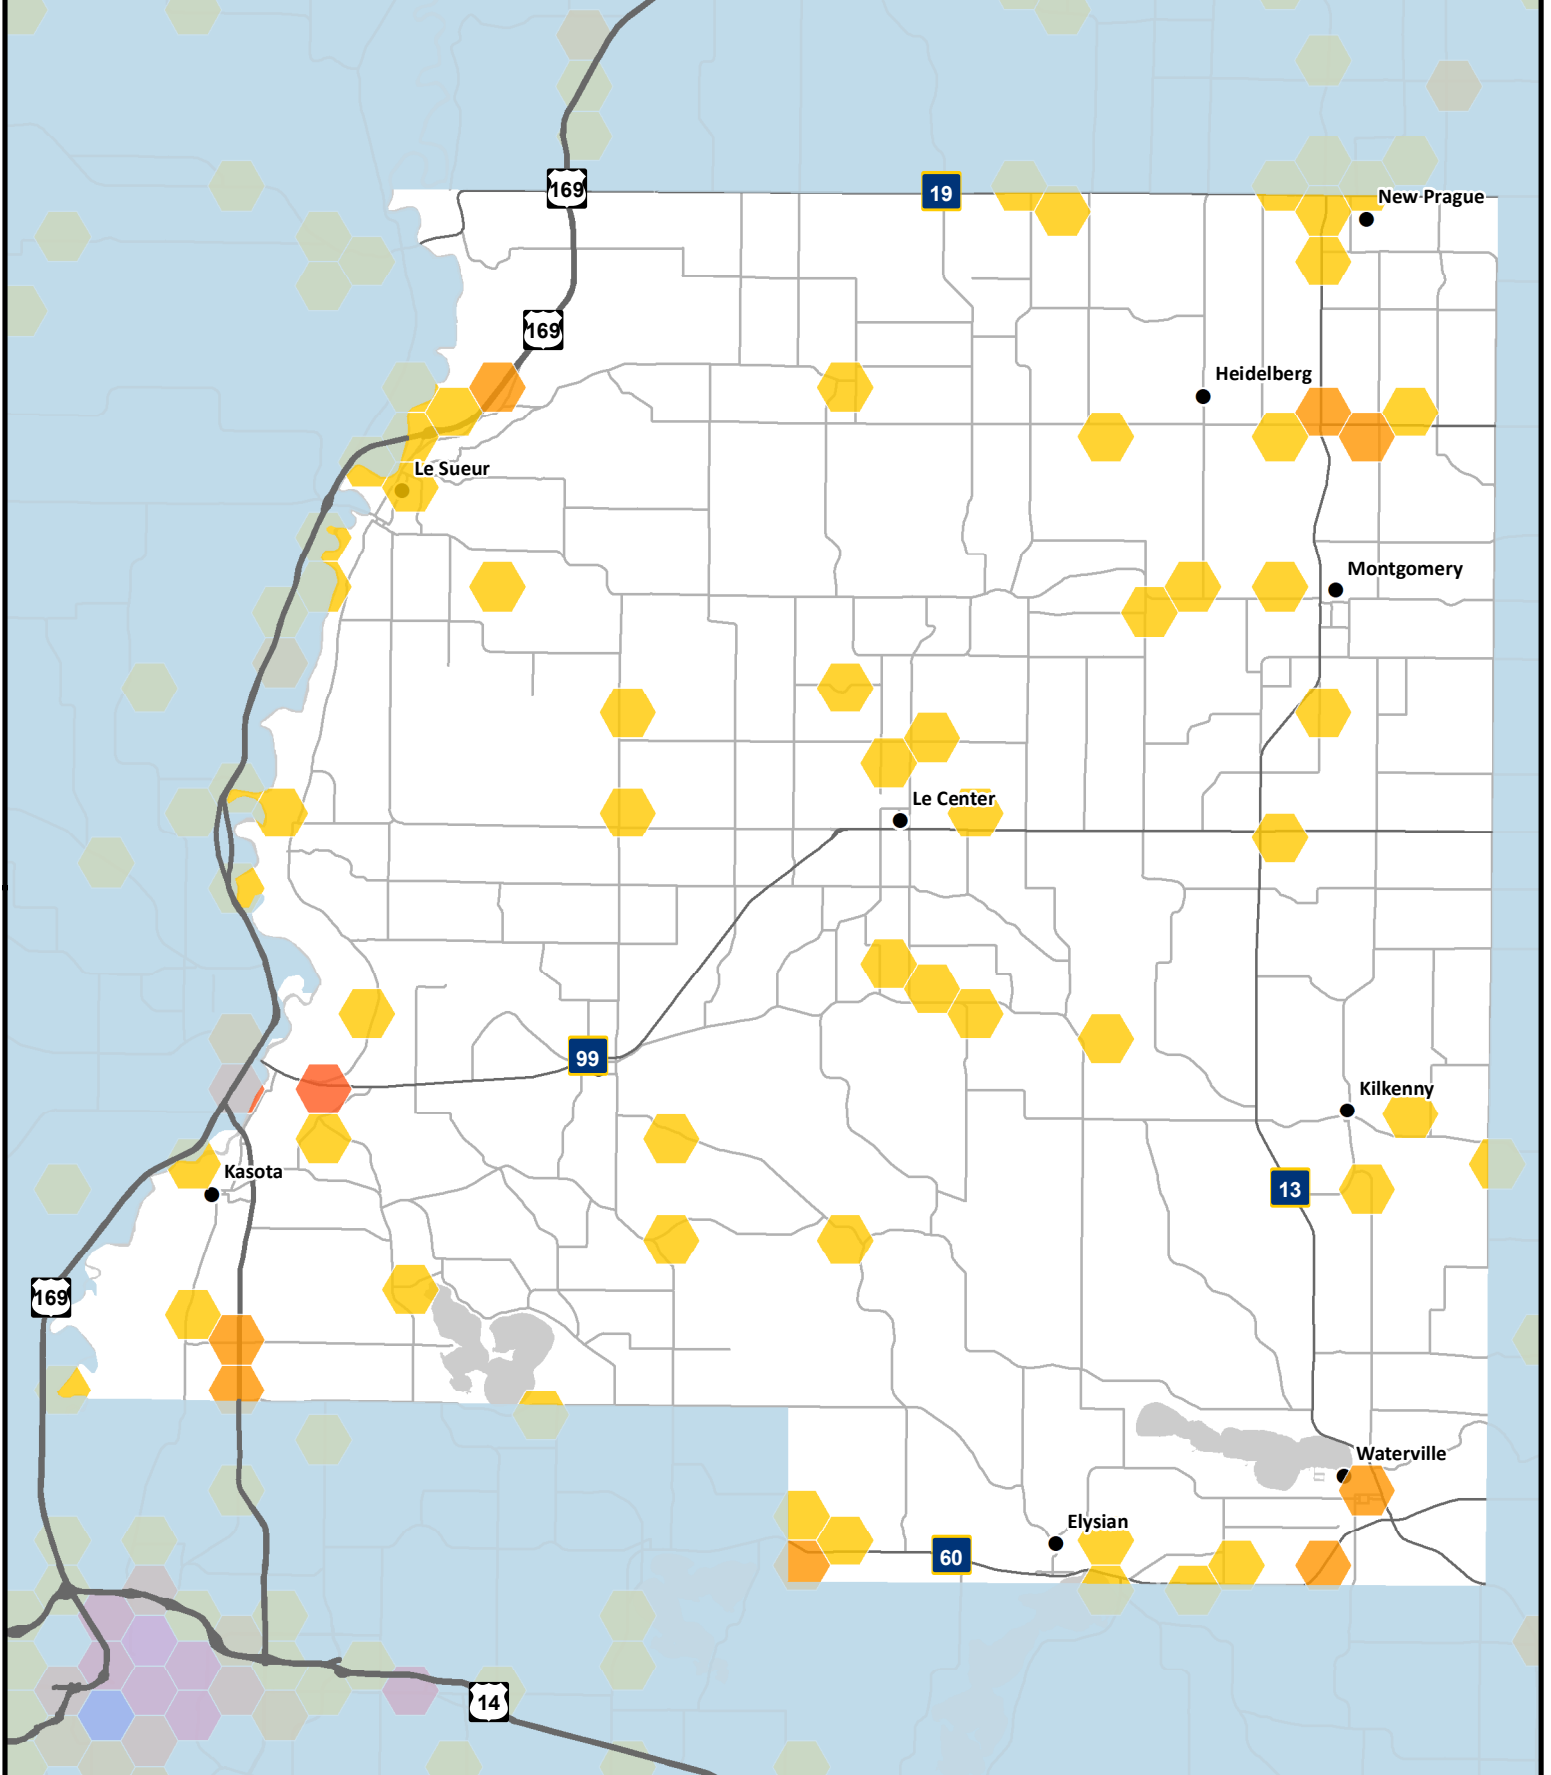 169
19
New Prague
169
Heidelberg
Le Sueur
Montgomery
Le Center
99
Kilkenny
Kasota
13
169
Waterville
Elysian
60
14